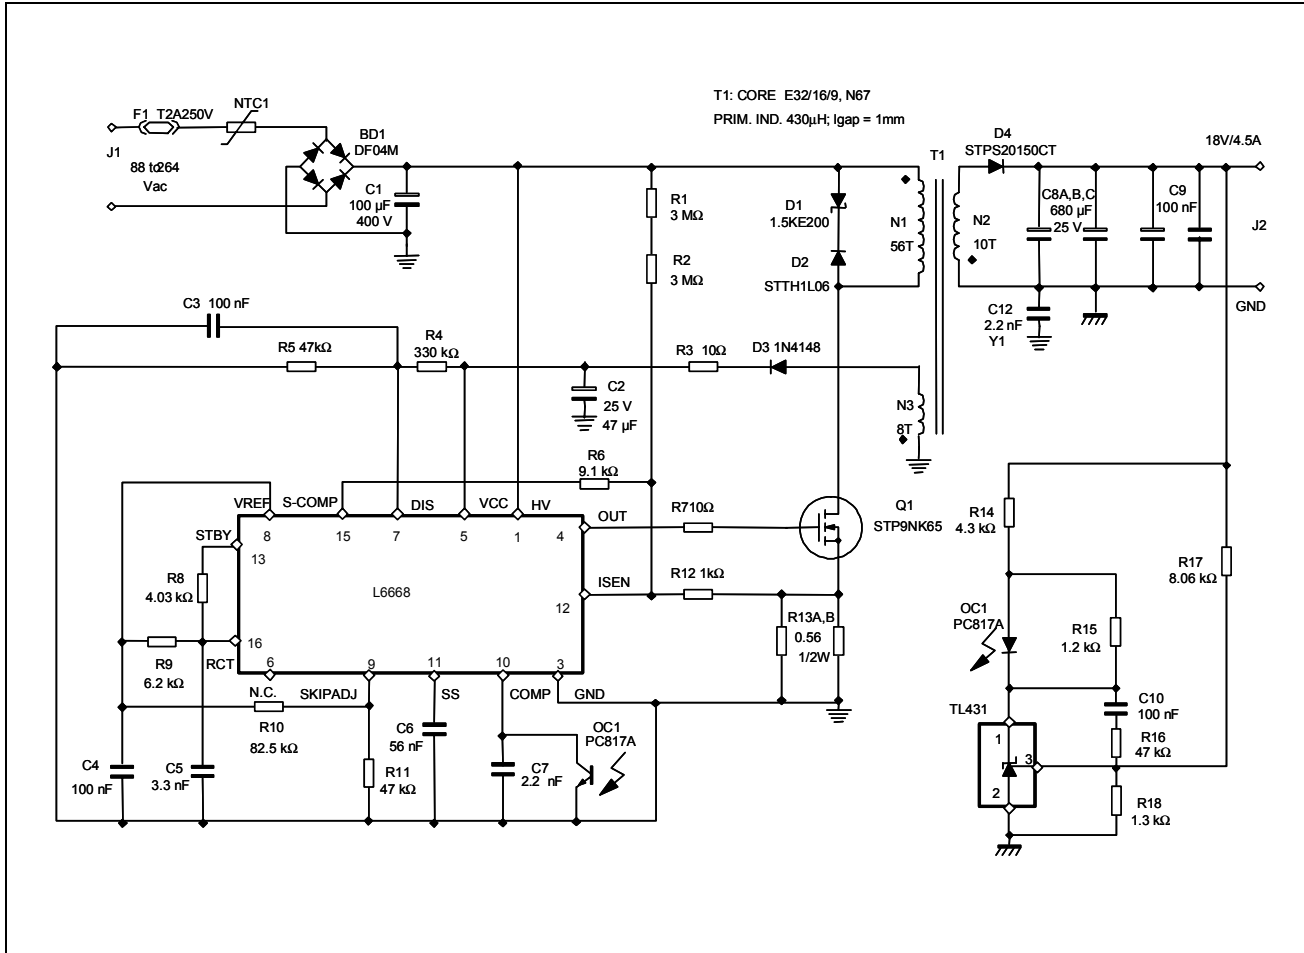 T1: CORE E32/16/9, N67
PRIM. IND. 430µH; lgap = 1mm
F1 T2A250V
NTC1
J1
88 to264
Vac
BD1
DF04M
C1
100 µF
400 V
R1
3 MΩ
R2
3 MΩ
D1
1.5KE200
D2
STTH1L06
N1
56T
T1
N2
10T
D4
STPS20150CT
C8A,B,C
680 µF
25 V
C9
100 nF
18V/4.5A
J2
GND
C12
2.2 nF
Y1
C3 100 nF
R5 47kΩ
R4
330 kΩ
R3 10Ω
D3 1N4148
C2
25 V
47 µF
N3
8T
R6
9.1 kΩ
VREF
S-COMP
DIS
VCC
HV
OUT
8
15
7
5
1
4
STBY
13
R710Ω
Q1
STP9NK65
R8
4.03 kΩ
L6668
ISEN
12
R12 1kΩ
R13A,B
0.56
1/2W
R9
6.2 kΩ
RCT
16
6
9
11
10
3
N.C.
SKIPADJ
SS
COMP
GND
R10
82.5 kΩ
C4
100 nF
C5
3.3 nF
R11
47 kΩ
C6
56 nF
C7
2.2 nF
OC1
PC817A
R14
4.3 kΩ
R17
8.06 kΩ
OC1
PC817A
R15
1.2 kΩ
TL431
1
3
2
C10
100 nF
R16
47 kΩ
R18
1.3 kΩ